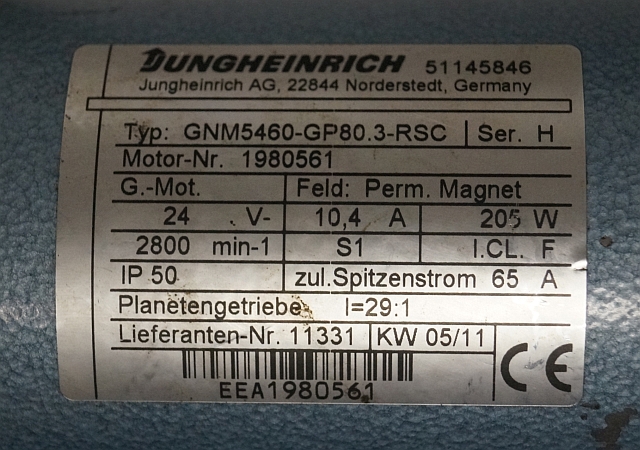 JUNGHEINRICH 51145846
Jungheinrich AG, 22844 Norderstedt, Germany
Typ: GNM5460-GP80.3-RSC Ser. H
Motor-Nr. 1980561
G.-Mot. Feld: Perm. Magnet
24 V- 10,4 A 205 W
2800 min-1 S1 I.CL. F
IP 50 zul.Spitzenstrom 65 A
Planetengetriebe I=29:1
Lieferanten-Nr. 11331 KW 05/11
CE
EEA1980561